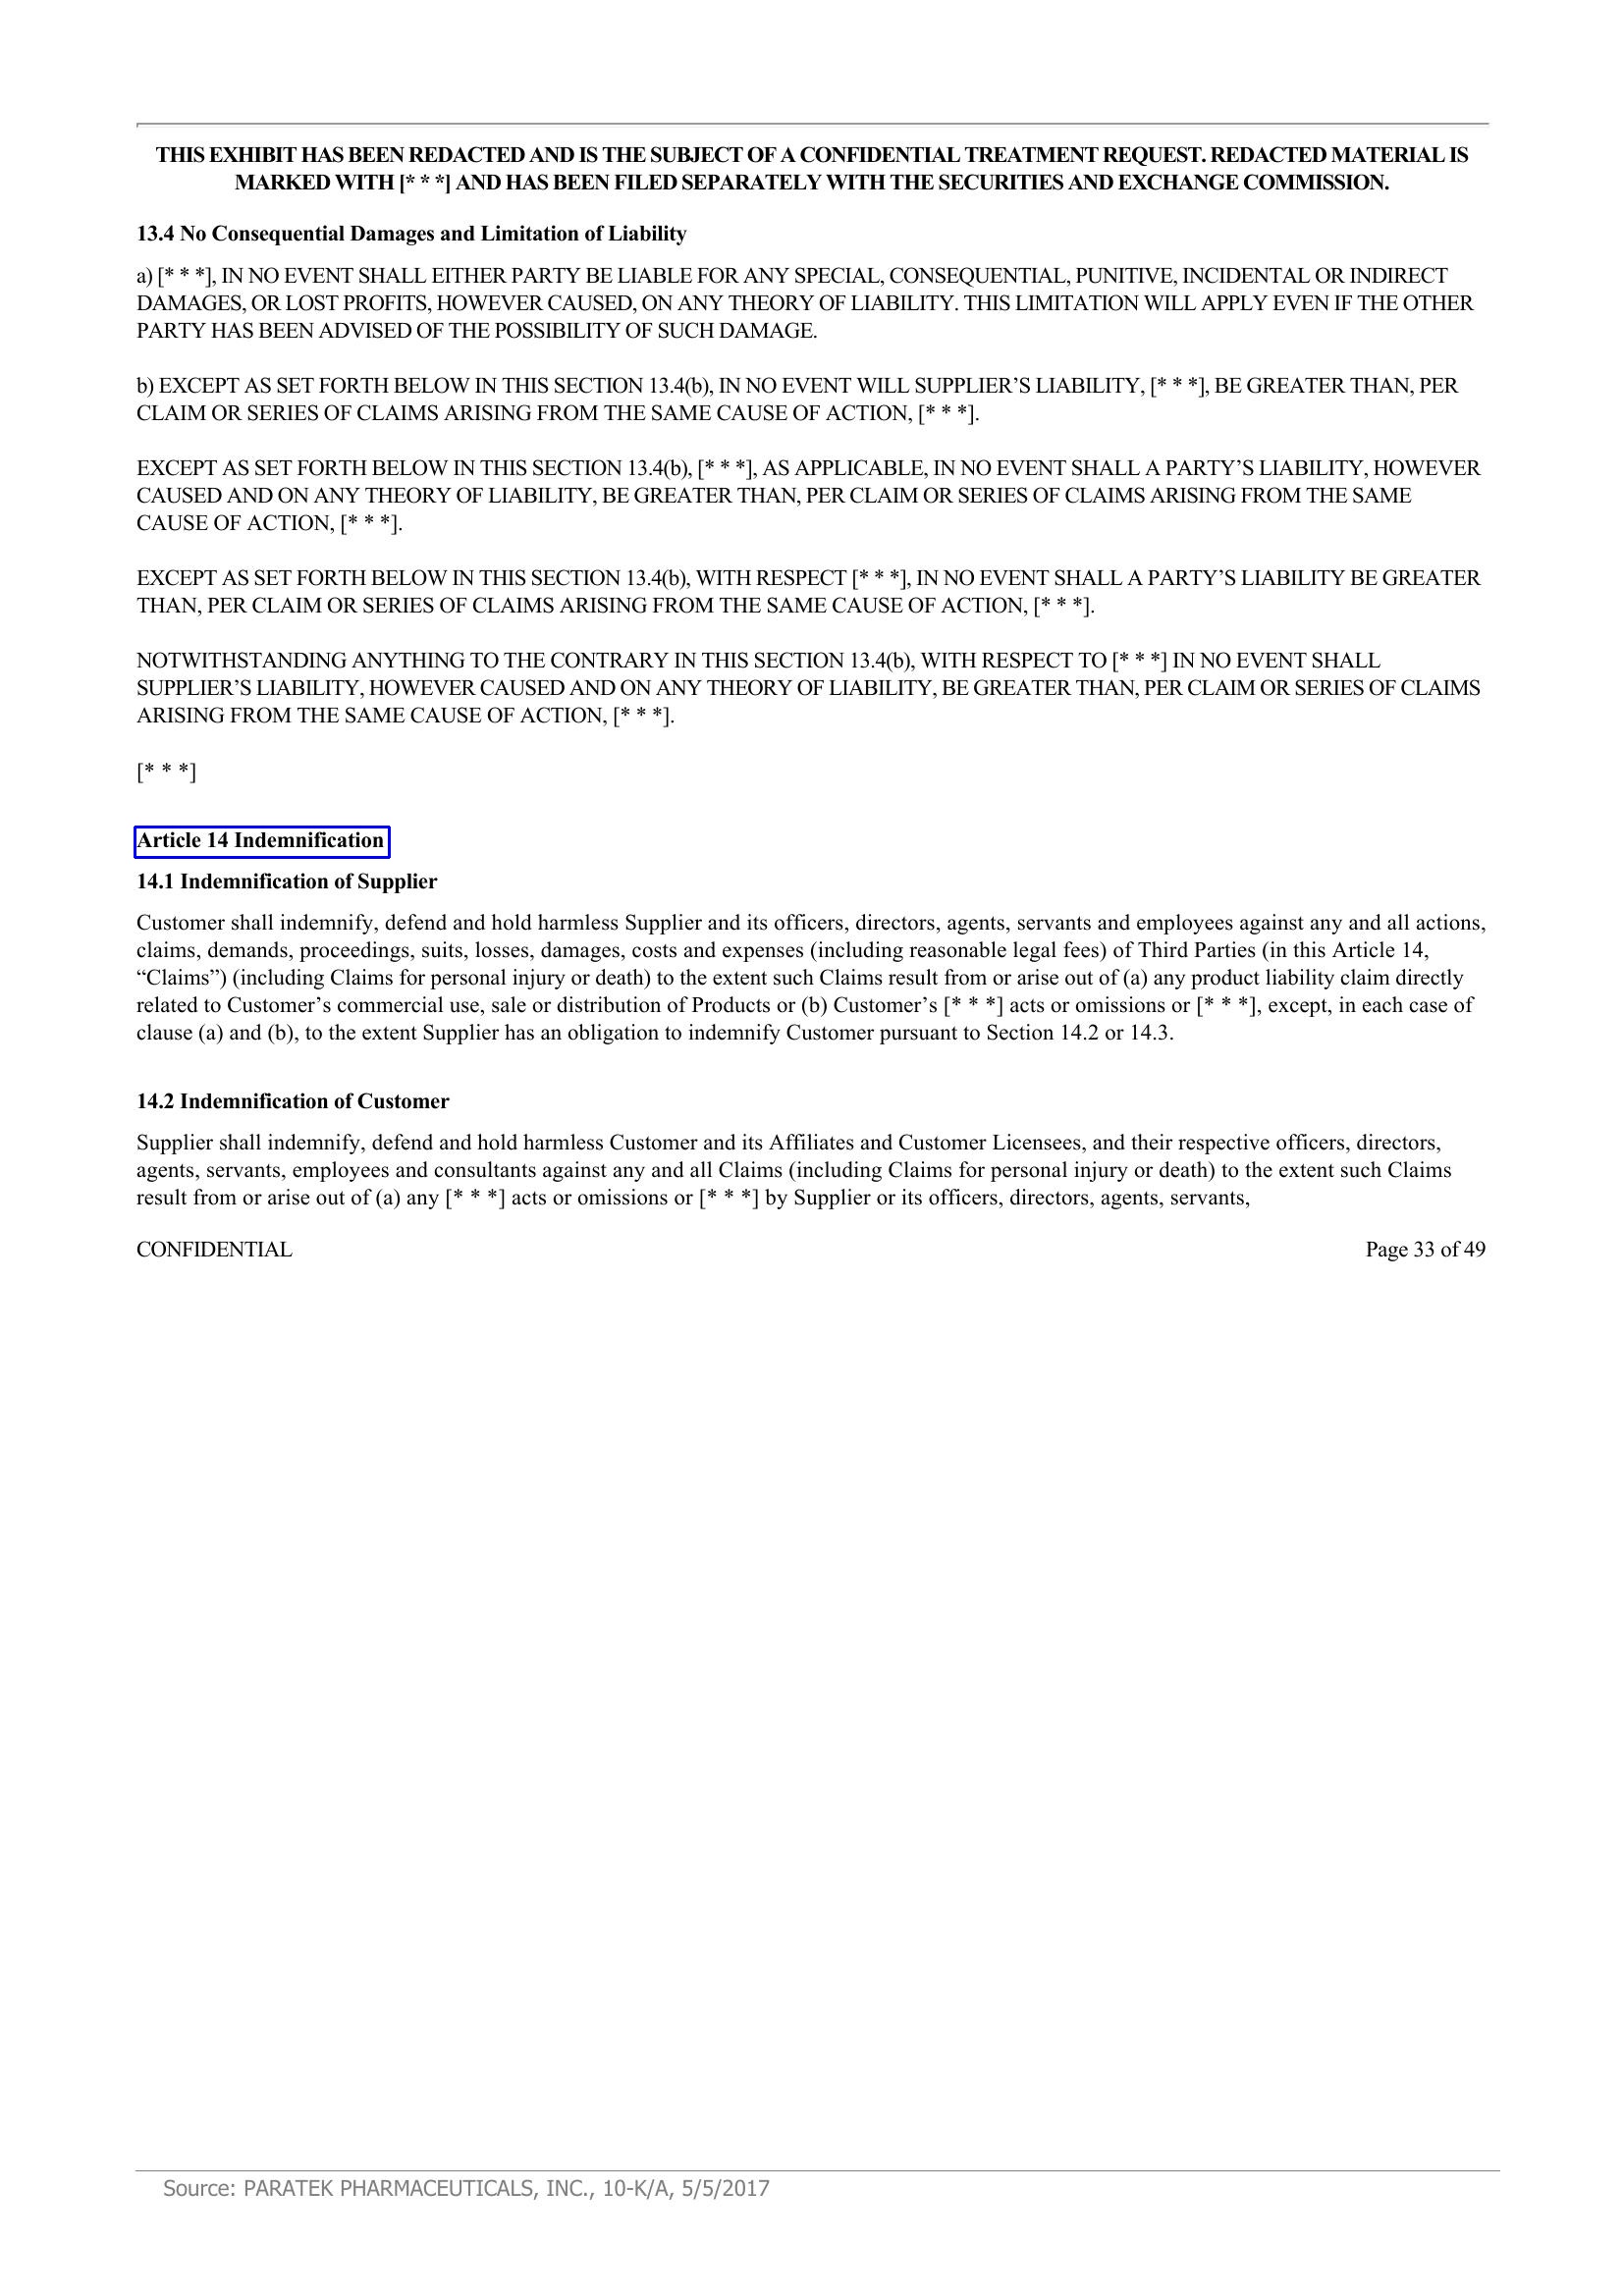 THIS EXHIBIT HAS BEEN REDACTED AND IS THE SUBJECT OF A CONFIDENTIAL TREATMENT REQUEST. REDACTED MATERIAL IS
MARKED WITH [* * *] AND HAS BEEN FILED SEPARATELY WITH THE SECURITIES AND EXCHANGE COMMISSION.
13.4 No Consequential Damages and Limitation of Liability
a) [* * *], IN NO EVENT SHALL EITHER PARTY BE LIABLE FOR ANY SPECIAL, CONSEQUENTIAL, PUNITIVE, INCIDENTAL OR INDIRECT
DAMAGES, OR LOST PROFITS, HOWEVER CAUSED, ON ANY THEORY OF LIABILITY. THIS LIMITATION WILL APPLY EVEN IF THE OTHER
PARTY HAS BEEN ADVISED OF THE POSSIBILITY OF SUCH DAMAGE.
b) EXCEPT AS SET FORTH BELOW IN THIS SECTION 13.4(b), IN NO EVENT WILL SUPPLIER’S LIABILITY, [* * *], BE GREATER THAN, PER
CLAIM OR SERIES OF CLAIMS ARISING FROM THE SAME CAUSE OF ACTION, [* * *].
EXCEPT AS SET FORTH BELOW IN THIS SECTION 13.4(b), [* * *], AS APPLICABLE, IN NO EVENT SHALL A PARTY’S LIABILITY, HOWEVER
CAUSED AND ON ANY THEORY OF LIABILITY, BE GREATER THAN, PER CLAIM OR SERIES OF CLAIMS ARISING FROM THE SAME
CAUSE OF ACTION, [* * *].
EXCEPT AS SET FORTH BELOW IN THIS SECTION 13.4(b), WITH RESPECT [* * *], IN NO EVENT SHALL A PARTY’S LIABILITY BE GREATER
THAN, PER CLAIM OR SERIES OF CLAIMS ARISING FROM THE SAME CAUSE OF ACTION, [* * *].
NOTWITHSTANDING ANYTHING TO THE CONTRARY IN THIS SECTION 13.4(b), WITH RESPECT TO [* * *] IN NO EVENT SHALL
SUPPLIER’S LIABILITY, HOWEVER CAUSED AND ON ANY THEORY OF LIABILITY, BE GREATER THAN, PER CLAIM OR SERIES OF CLAIMS
ARISING FROM THE SAME CAUSE OF ACTION, [* * *].
[* * *]
Article 14 Indemnification
14.1 Indemnification of Supplier
Customer shall indemnify, defend and hold harmless Supplier and its officers, directors, agents, servants and employees against any and all actions,
claims, demands, proceedings, suits, losses, damages, costs and expenses (including reasonable legal fees) of Third Parties (in this Article 14,
“Claims”) (including Claims for personal injury or death) to the extent such Claims result from or arise out of (a) any product liability claim directly
related to Customer’s commercial use, sale or distribution of Products or (b) Customer’s [* * *] acts or omissions or [* * *], except, in each case of
clause (a) and (b), to the extent Supplier has an obligation to indemnify Customer pursuant to Section 14.2 or 14.3.
14.2 Indemnification of Customer
Supplier shall indemnify, defend and hold harmless Customer and its Affiliates and Customer Licensees, and their respective officers, directors,
agents, servants, employees and consultants against any and all Claims (including Claims for personal injury or death) to the extent such Claims
result from or arise out of (a) any [* * *] acts or omissions or [* * *] by Supplier or its officers, directors, agents, servants,
CONFIDENTIAL Page 33 of 49
Source: PARATEK PHARMACEUTICALS, INC., 10-K/A, 5/5/2017